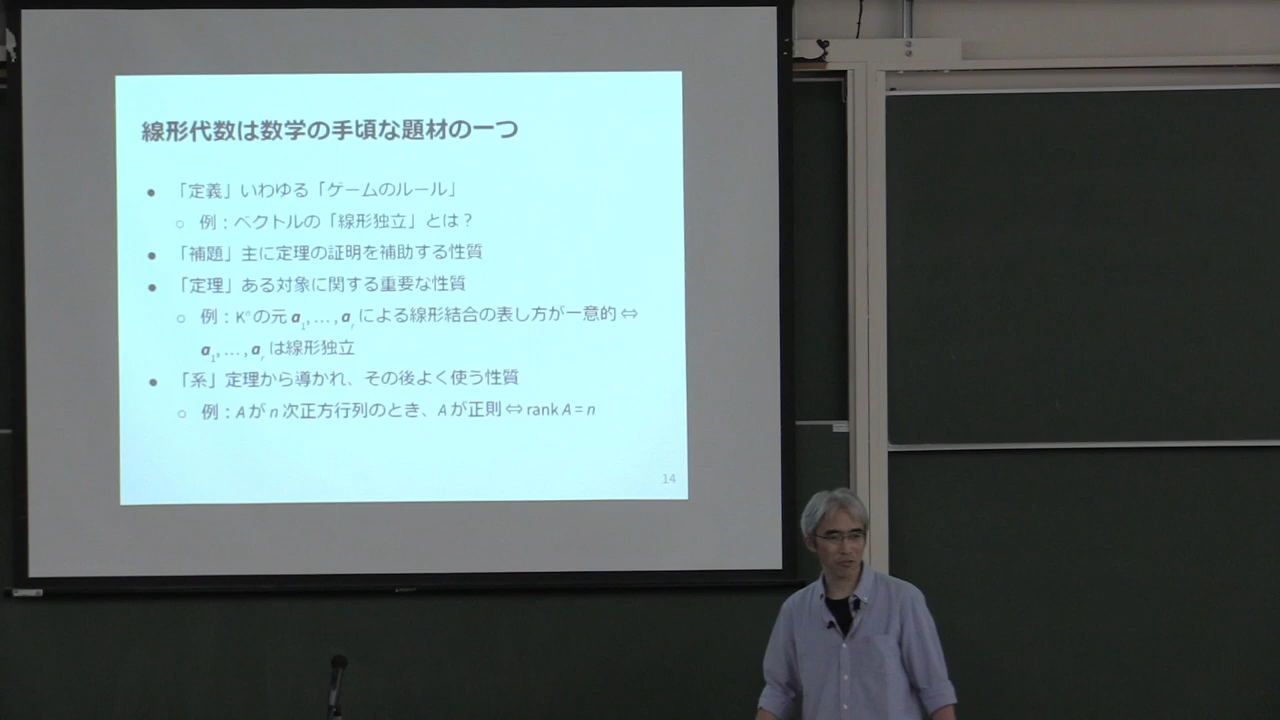 線形代数は数学の手頃な題材の一つ
● 「定義」いわゆる「ゲームのルール」
○ 例：ベクトルの「線形独立」とは？
● 「補題」主に定理の証明を補助する性質
● 「定理」ある対象に関する重要な性質
○ 例：Kⁿの元 a₁, … , aᵣ による線形結合の表し方が一意的 ⇔
a₁, … , aᵣ は線形独立
● 「系」定理から導かれ、その後よく使う性質
○ 例：A が n 次正方行列のとき、A が正則 ⇔ rank A = n
14